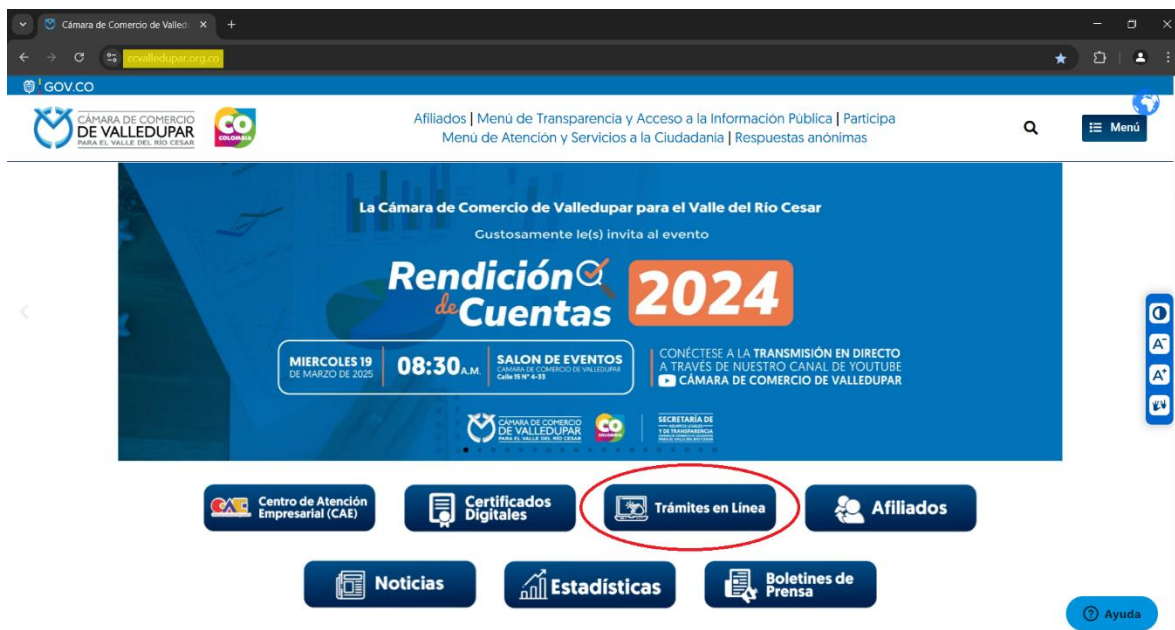 Cámara de Comercio de Valled
ccvalledupar.org.co
GOV.CO
CÁMARA DE COMERCIO
DE VALLEDUPAR
PARA EL VALLE DEL RÍO CESAR
CO
COLOMBIA
Afiliados | Menú de Transparencia y Acceso a la Información Pública | Participa
Menú de Atención y Servicios a la Ciudadanía | Respuestas anónimas
Menú
La Cámara de Comercio de Valledupar para el Valle del Río Cesar
Gustosamente le(s) invita al evento
Rendición
de Cuentas
2024
MIERCOLES 19
DE MARZO DE 2025
08:30 A.M.
SALON DE EVENTOS
CÁMARA DE COMERCIO DE VALLEDUPAR
Calle 15 N° 4-33
CONÉCTESE A LA TRANSMISIÓN EN DIRECTO
A TRAVÉS DE NUESTRO CANAL DE YOUTUBE
CÁMARA DE COMERCIO DE VALLEDUPAR
A-
A+
CÁMARA DE COMERCIO
DE VALLEDUPAR
PARA EL VALLE DEL RÍO CESAR
CO
SECRETARÍA DE
Y DE TRANSPARENCIA
CAE
Centro de Atención
Empresarial (CAE)
Certificados
Digitales
Trámites en Línea
Afiliados
Noticias
Estadísticas
Boletines de
Prensa
Ayuda